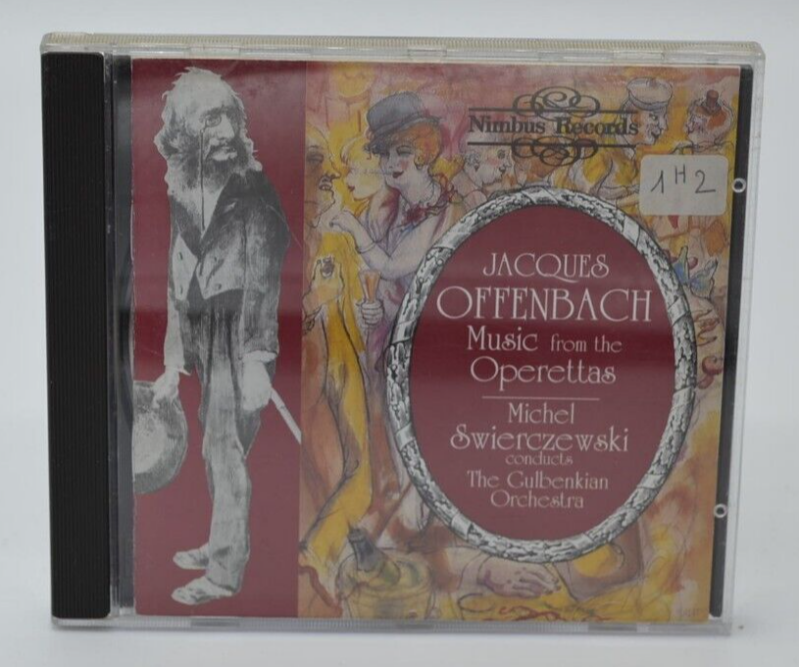 Nimbus Records
1H2
JACQUES
OFFENBACH
Music from the
Operettas
Michel
Swierczewski
conducts
The Gulbenkian
Orchestra